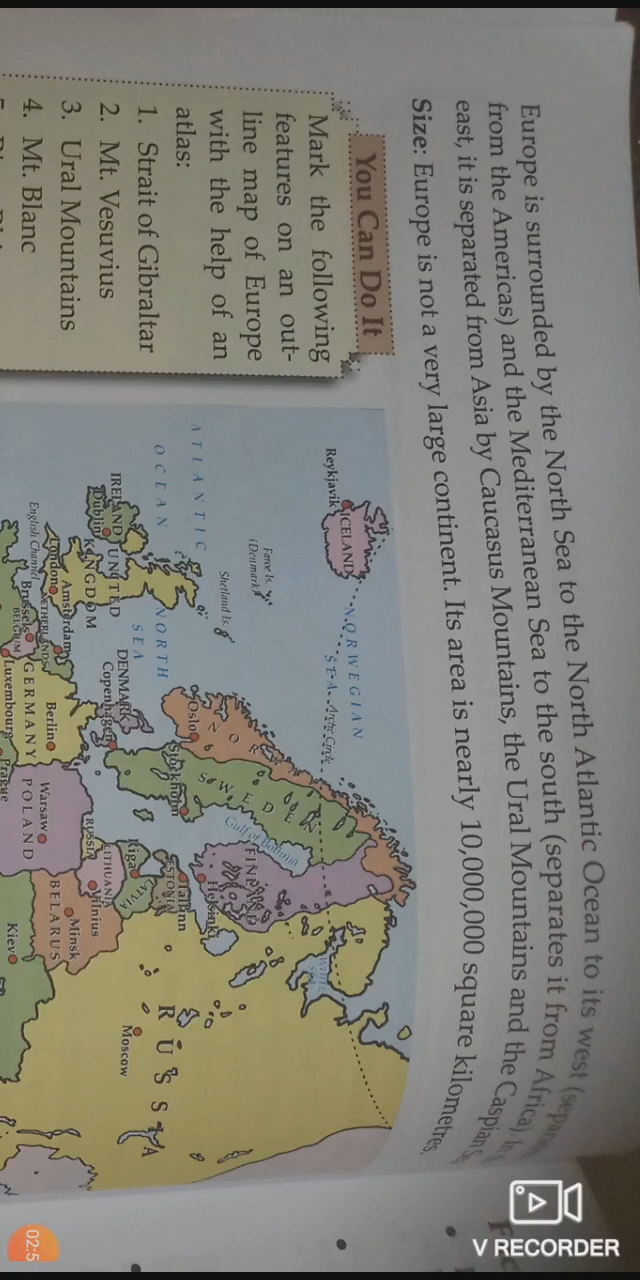 Europe is surrounded by the North Sea to the North Atlantic Ocean to its west
from the Americas) and the Mediterranean Sea to the south (separates it from Africa).
east, it is separated from Asia by Caucasus Mountains, the Ural Mountains and the Caspian
Size: Europe is not a very large continent. Its area is nearly 10,000,000 square kilometres.
You Can Do It
Mark the following
features on an out-
line map of Europe
with the help of an
atlas:
1. Strait of Gibraltar
2. Mt. Vesuvius
3. Ural Mountains
4. Mt. Blanc
Reykjavik
ICELAND
NORWEGIAN
SEA
Arctic Circle
(Denmark)
Shetland Is.
ATLANTIC
OCEAN
NORTH
SEA
NOR
Oslo
SWEDEN
Stockholm
Gulf of Bothnia
FINLAND
Helsinki
Tallinn
ESTONIA
Riga
LATVIA
LITHUANIA
Vilnius
RUSSIA
DENMARK
Copenhagen
IRELAND
Dublin
UNITED
KINGDOM
London
English Channel
Amsterdam
NETHERLANDS
Brussels
BELGIUM
Luxembourg
Berlin
GERMANY
Prague
Warsaw
POLAND
Minsk
BELARUS
Kiev
Moscow
RUSSIA
V RECORDER
02:5